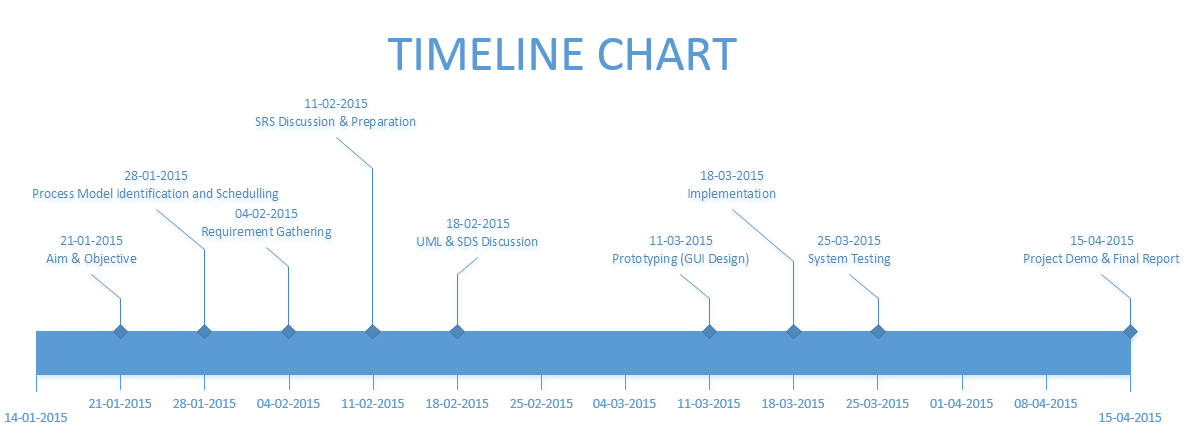 TIMELINE CHART
11-02-2015
SRS Discussion & Preparation
28-01-2015
Process Model Identification and Schedulling
18-03-2015
Implementation
04-02-2015
Requirement Gathering
18-02-2015
UML & SDS Discussion
21-01-2015
Aim & Objective
11-03-2015
Prototyping (GUI Design)
25-03-2015
System Testing
15-04-2015
Project Demo & Final Report
14-01-2015
21-01-2015
28-01-2015
04-02-2015
11-02-2015
18-02-2015
25-02-2015
04-03-2015
11-03-2015
18-03-2015
25-03-2015
01-04-2015
08-04-2015
15-04-2015